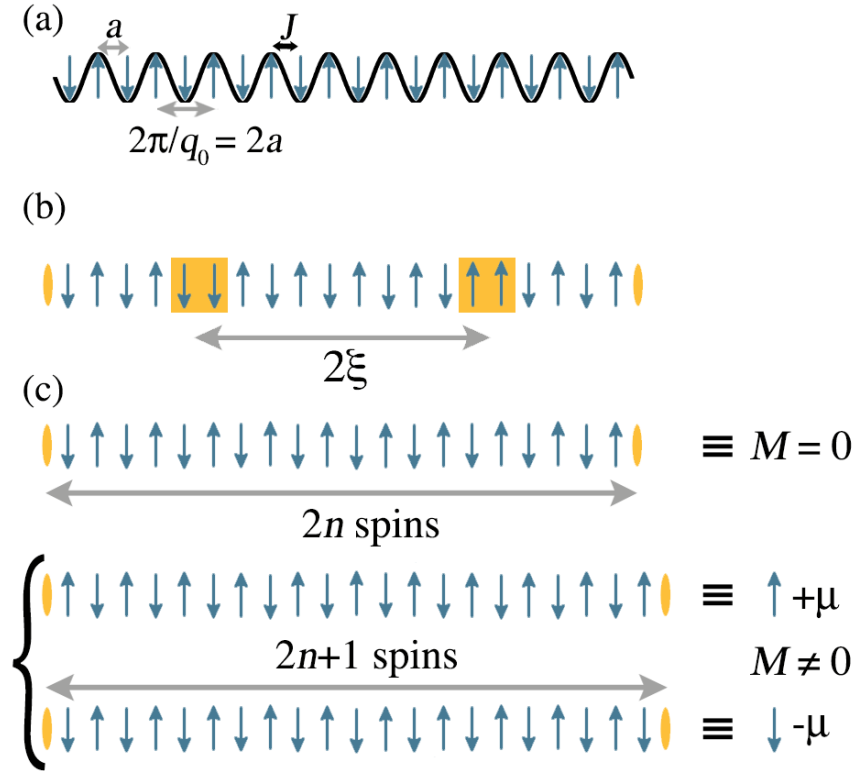 (a)
a
J
2π/q₀ = 2a
(b)
2ξ
(c)
≡ M = 0
2n spins
≡ +μ
2n+1 spins
M ≠ 0
≡ -μ